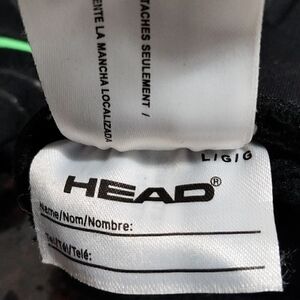 TACHES SEULEMENT /
ENTE LA MANCHA LOCALIZADA
L/G/G
HEAD®
Name/Nom/Nombre:
Tel/Tél/Telé: